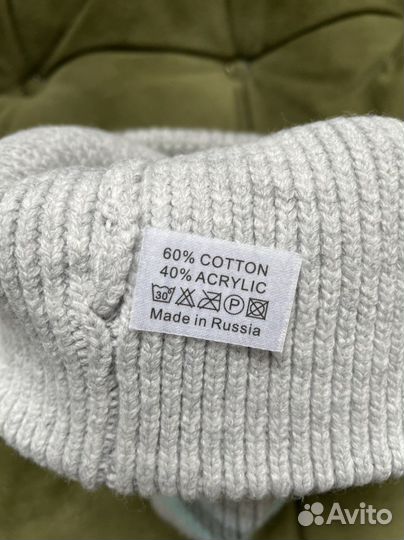 60% COTTON
40% ACRYLIC
30 P
Made in Russia
Avito